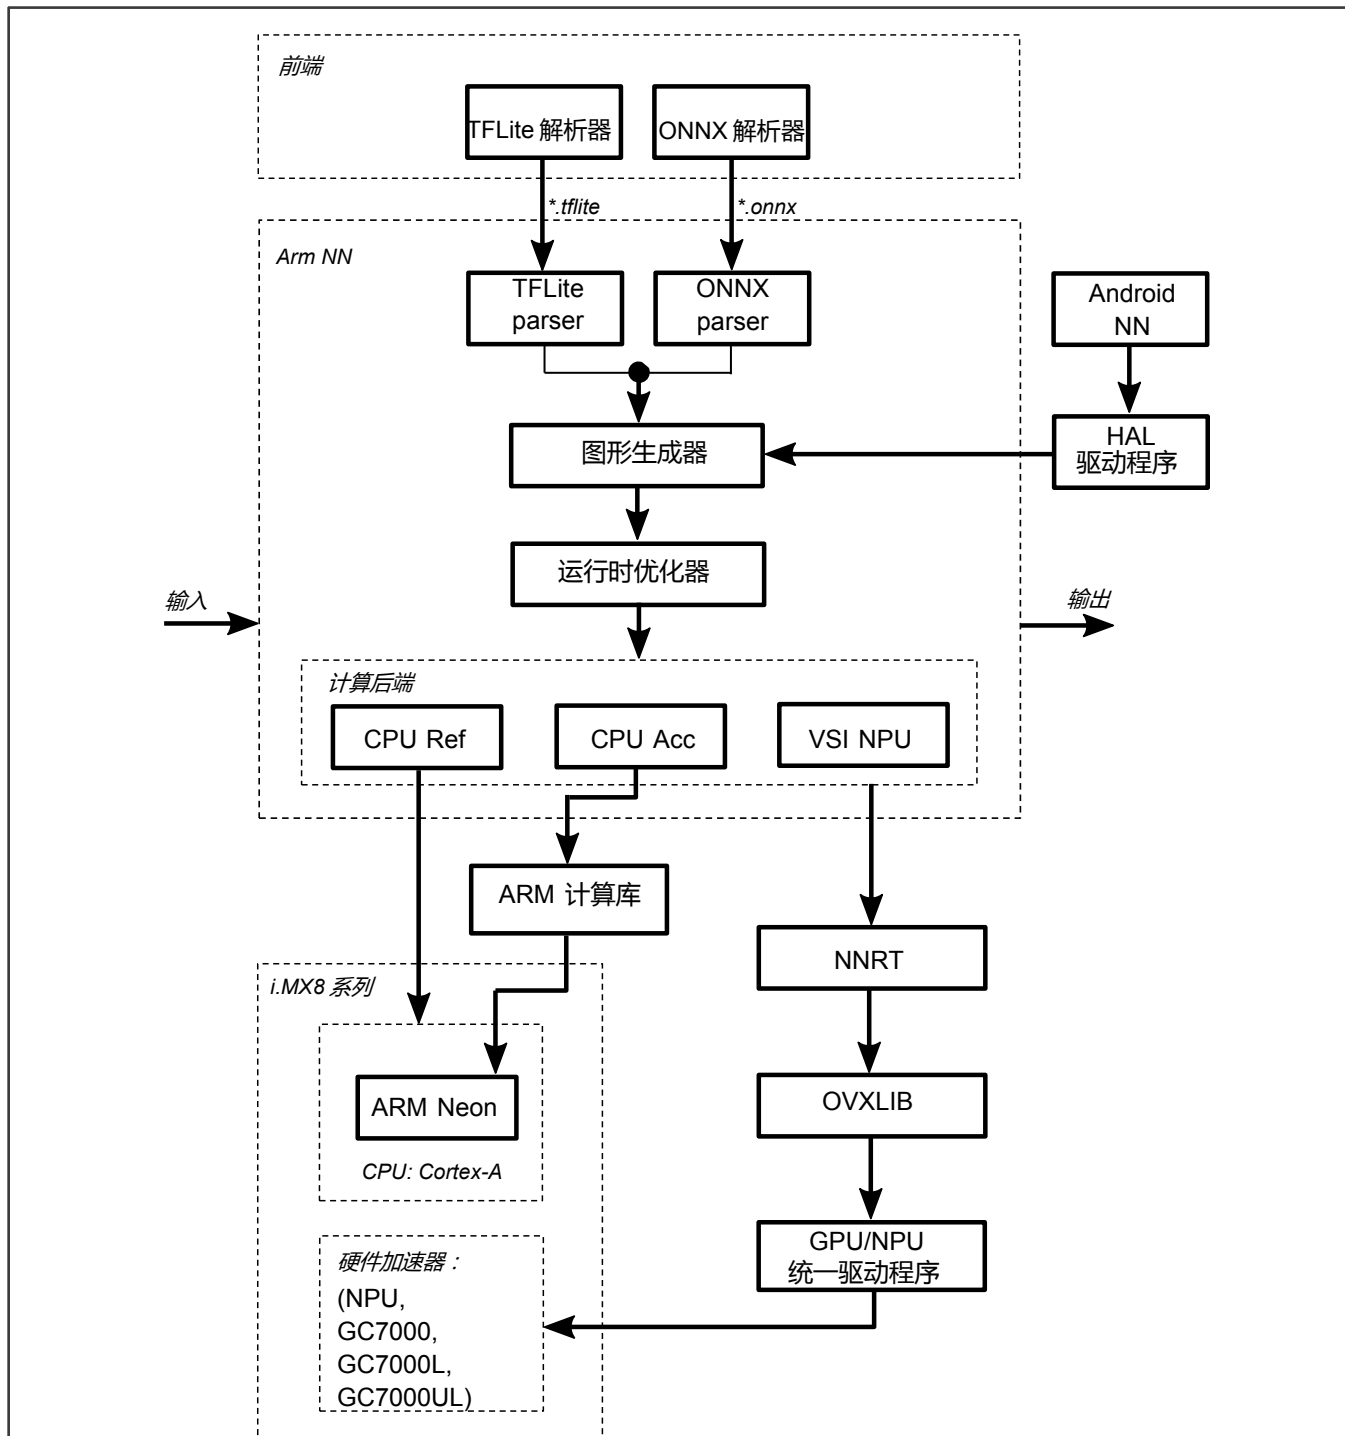 前端
TFLite 解析器
ONNX 解析器
*.tflite
*.onnx
Arm NN
TFLite
parser
ONNX
parser
Android
NN
图形生成器
HAL
驱动程序
运行时优化器
输入
输出
计算后端
CPU Ref
CPU Acc
VSI NPU
ARM 计算库
NNRT
i.MX8 系列
ARM Neon
OVXLIB
CPU: Cortex-A
GPU/NPU
统一驱动程序
硬件加速器：
(NPU,
GC7000,
GC7000L,
GC7000UL)